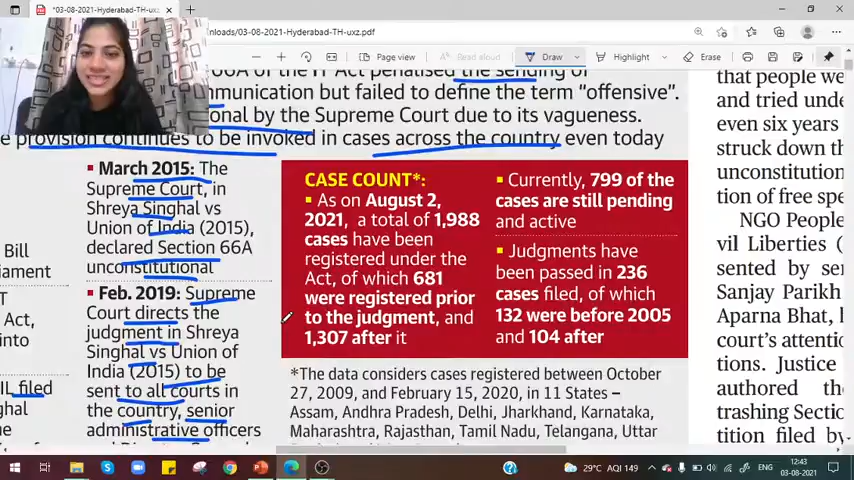 *03-08-2021-Hyderabad-TH-uxz.
nloads/03-08-2021-Hyderabad-TH-uxz.pdf
Page view
Read aloud
Draw
Highlight
Erase
66A of the IT Act penalised the sending of
mmunication but failed to define the term "offensive".
onal by the Supreme Court due to its vagueness.
e provision continues to be invoked in cases across the country even today
Bill
iament
T
Act,
into
IL filed
ghal
March 2015: The
Supreme Court, in
Shreya Singhal vs
Union of India (2015),
declared Section 66A
unconstitutional
Feb. 2019: Supreme
Court directs the
judgment in Shreya
Singhal vs Union of
India (2015) to be
sent to all courts in
the country, senior
administrative officers
CASE COUNT*:
As on August 2,
2021, a total of 1,988
cases have been
registered under the
Act, of which 681
were registered prior
to the judgment, and
1,307 after it
Currently, 799 of the
cases are still pending
and active
Judgments have
been passed in 236
cases filed, of which
132 were before 2005
and 104 after
*The data considers cases registered between October
27, 2009, and February 15, 2020, in 11 States –
Assam, Andhra Pradesh, Delhi, Jharkhand, Karnataka,
Maharashtra, Rajasthan, Tamil Nadu, Telangana, Uttar
that people we
and tried unde
even six years
struck down th
unconstitution
tion of free spe
NGO People
vil Liberties (
sented by sen
Sanjay Parikh
Aparna Bhat, h
court's attenti
tions. Justice
authored the
trashing Sectio
tition filed by
29°C AQI 149
ENG
12:43
03-08-2021